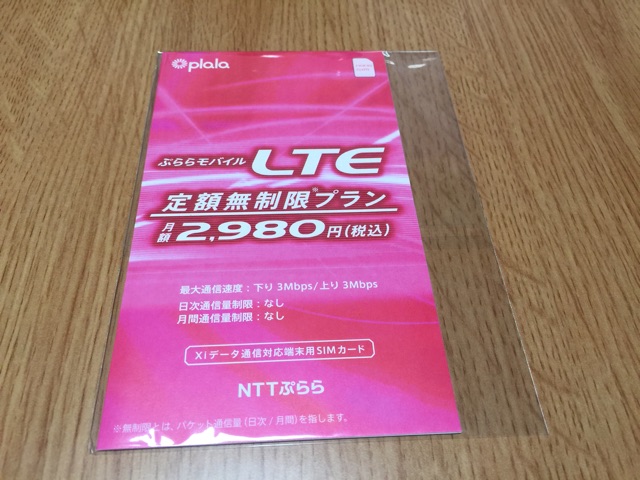 plala
ぷららモバイル LTE
定額無制限※プラン
月額 2,980円(税込)
最大通信速度：下り 3Mbps/上り 3Mbps
日次通信量制限：なし
月間通信量制限：なし
Xiデータ通信対応端末用SIMカード
NTTぷらら
※無制限とは、パケット通信量(日次/月間)を指します。